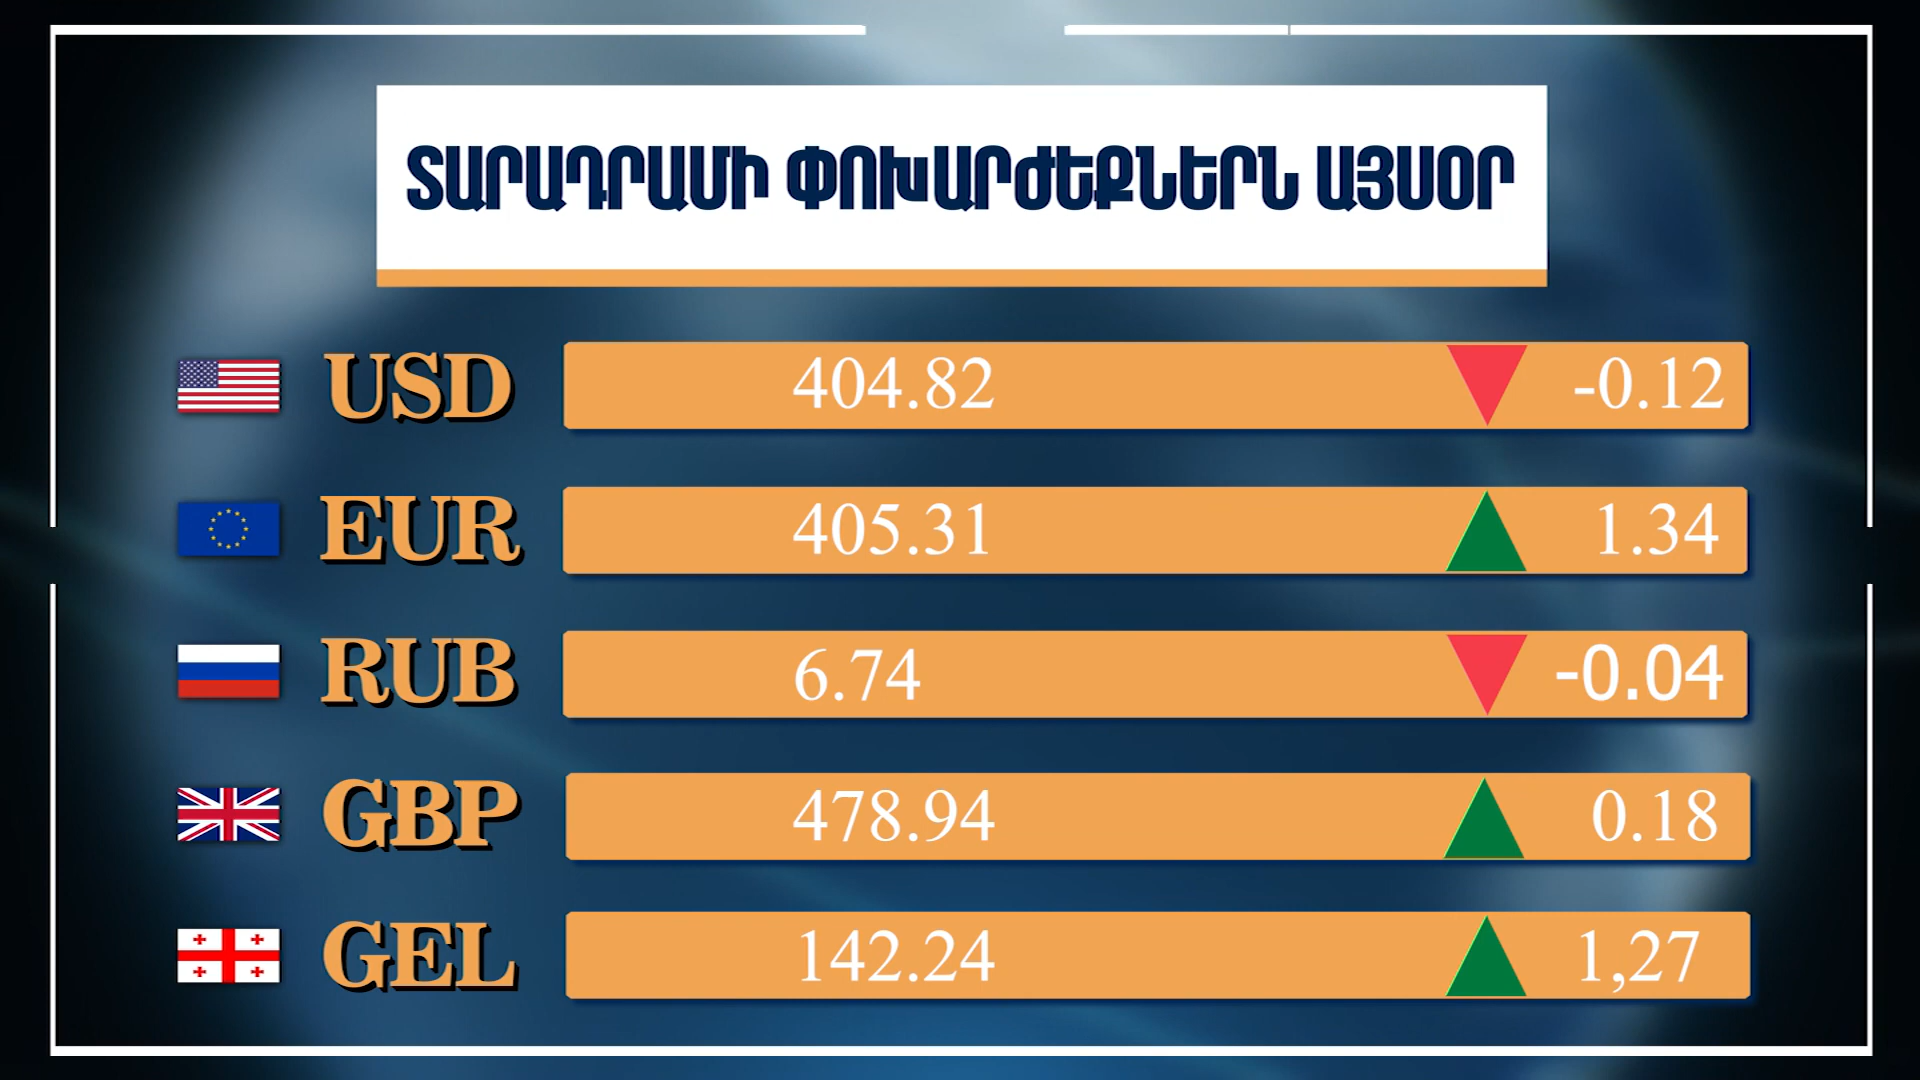 ՏԱՐԱԴՐԱՄԻ ՓՈԽԱՐԺԵՔՆԵՐՆ ԱՅՍՕՐ
USD 404.82 -0.12
EUR 405.31 1.34
RUB 6.74 -0.04
GBP 478.94 0.18
GEL 142.24 1,27